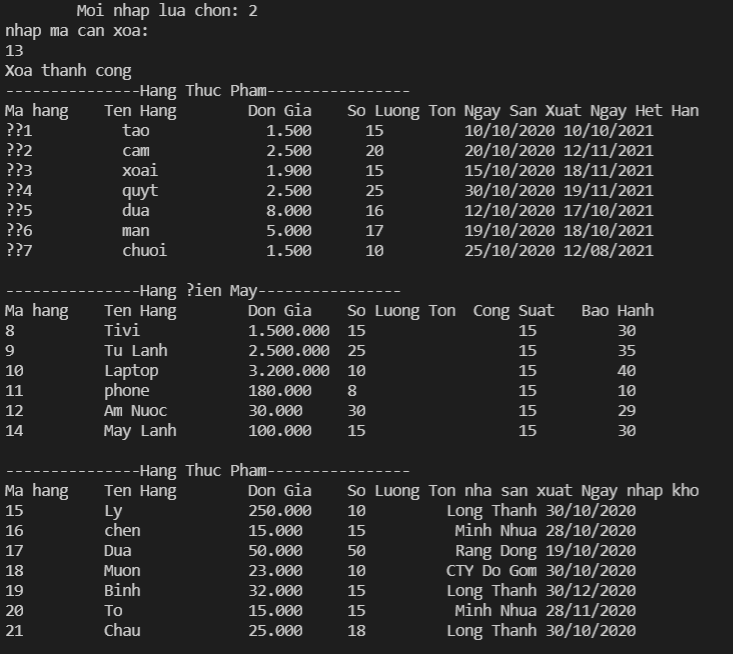 Moi nhap lua chon: 2
nhap ma can xoa:
13
Xoa thanh cong
---------------Hang Thuc Pham----------------
Ma hang    Ten Hang        Don Gia    So Luong Ton Ngay San Xuat Ngay Het Han
??1          tao             1.500      15         10/10/2020 10/10/2021
??2          cam             2.500      20         20/10/2020 12/11/2021
??3          xoai            1.900      15         15/10/2020 18/11/2021
??4          quyt            2.500      25         30/10/2020 19/11/2021
??5          dua             8.000      16         12/10/2020 17/10/2021
??6          man             5.000      17         19/10/2020 18/10/2021
??7          chuoi           1.500      10         25/10/2020 12/08/2021
---------------Hang ?ien May----------------
Ma hang    Ten Hang        Don Gia    So Luong Ton  Cong Suat   Bao Hanh
8          Tivi            1.500.000  15                 15         30
9          Tu Lanh         2.500.000  25                 15         35
10         Laptop          3.200.000  10                 15         40
11         phone           180.000    8                  15         10
12         Am Nuoc         30.000     30                 15         29
14         May Lanh        100.000    15                 15         30
---------------Hang Thuc Pham----------------
Ma hang    Ten Hang        Don Gia    So Luong Ton nha san xuat Ngay nhap kho
15         Ly              250.000    10         Long Thanh 30/10/2020
16         chen            15.000     15          Minh Nhua 28/10/2020
17         Dua             50.000     50          Rang Dong 19/10/2020
18         Muon            23.000     10         CTY Do Gom 30/10/2020
19         Binh            32.000     15         Long Thanh 30/12/2020
20         To              15.000     15          Minh Nhua 28/11/2020
21         Chau            25.000     18         Long Thanh 30/10/2020